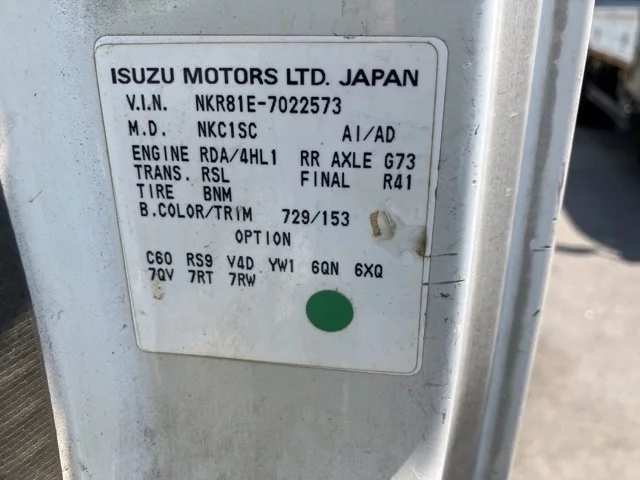 ISUZU MOTORS LTD. JAPAN
V.I.N. NKR81E-7022573
M.D. NKC1SC AI/AD
ENGINE RDA/4HL1 RR AXLE G73
TRANS. RSL FINAL R41
TIRE BNM
B.COLOR/TRIM 729/153
OPTION
C60 RS9 V4D YW1 6QN 6XQ
7QV 7RT 7RW